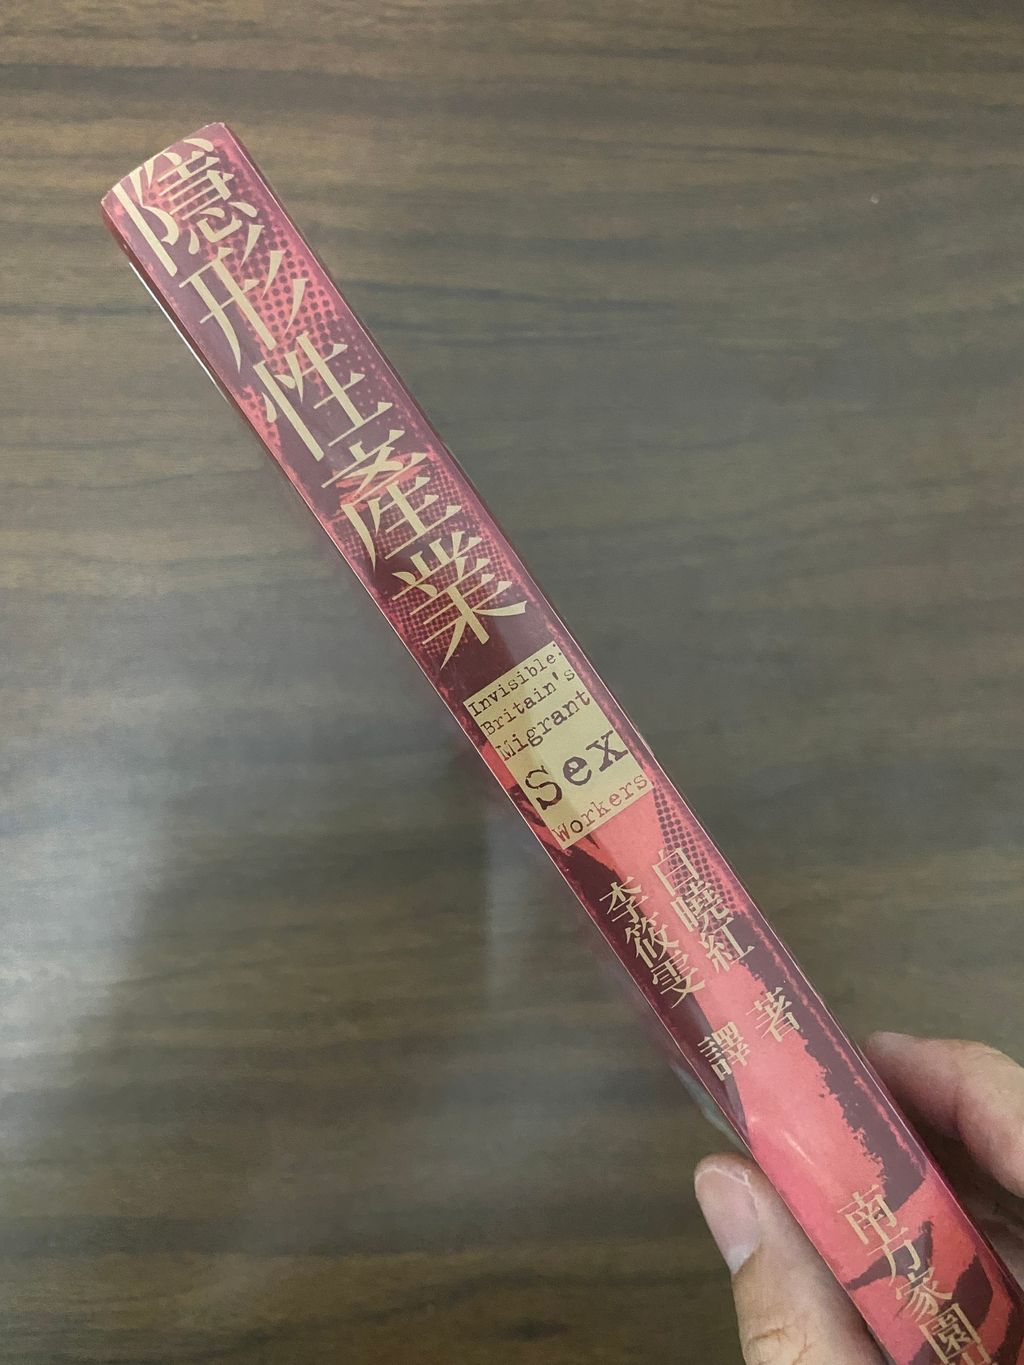 隱形性產業
Invisible:
Britain's
Migrant
Sex
Workers
白曉紅 著
李筱雯 譯
南方家園